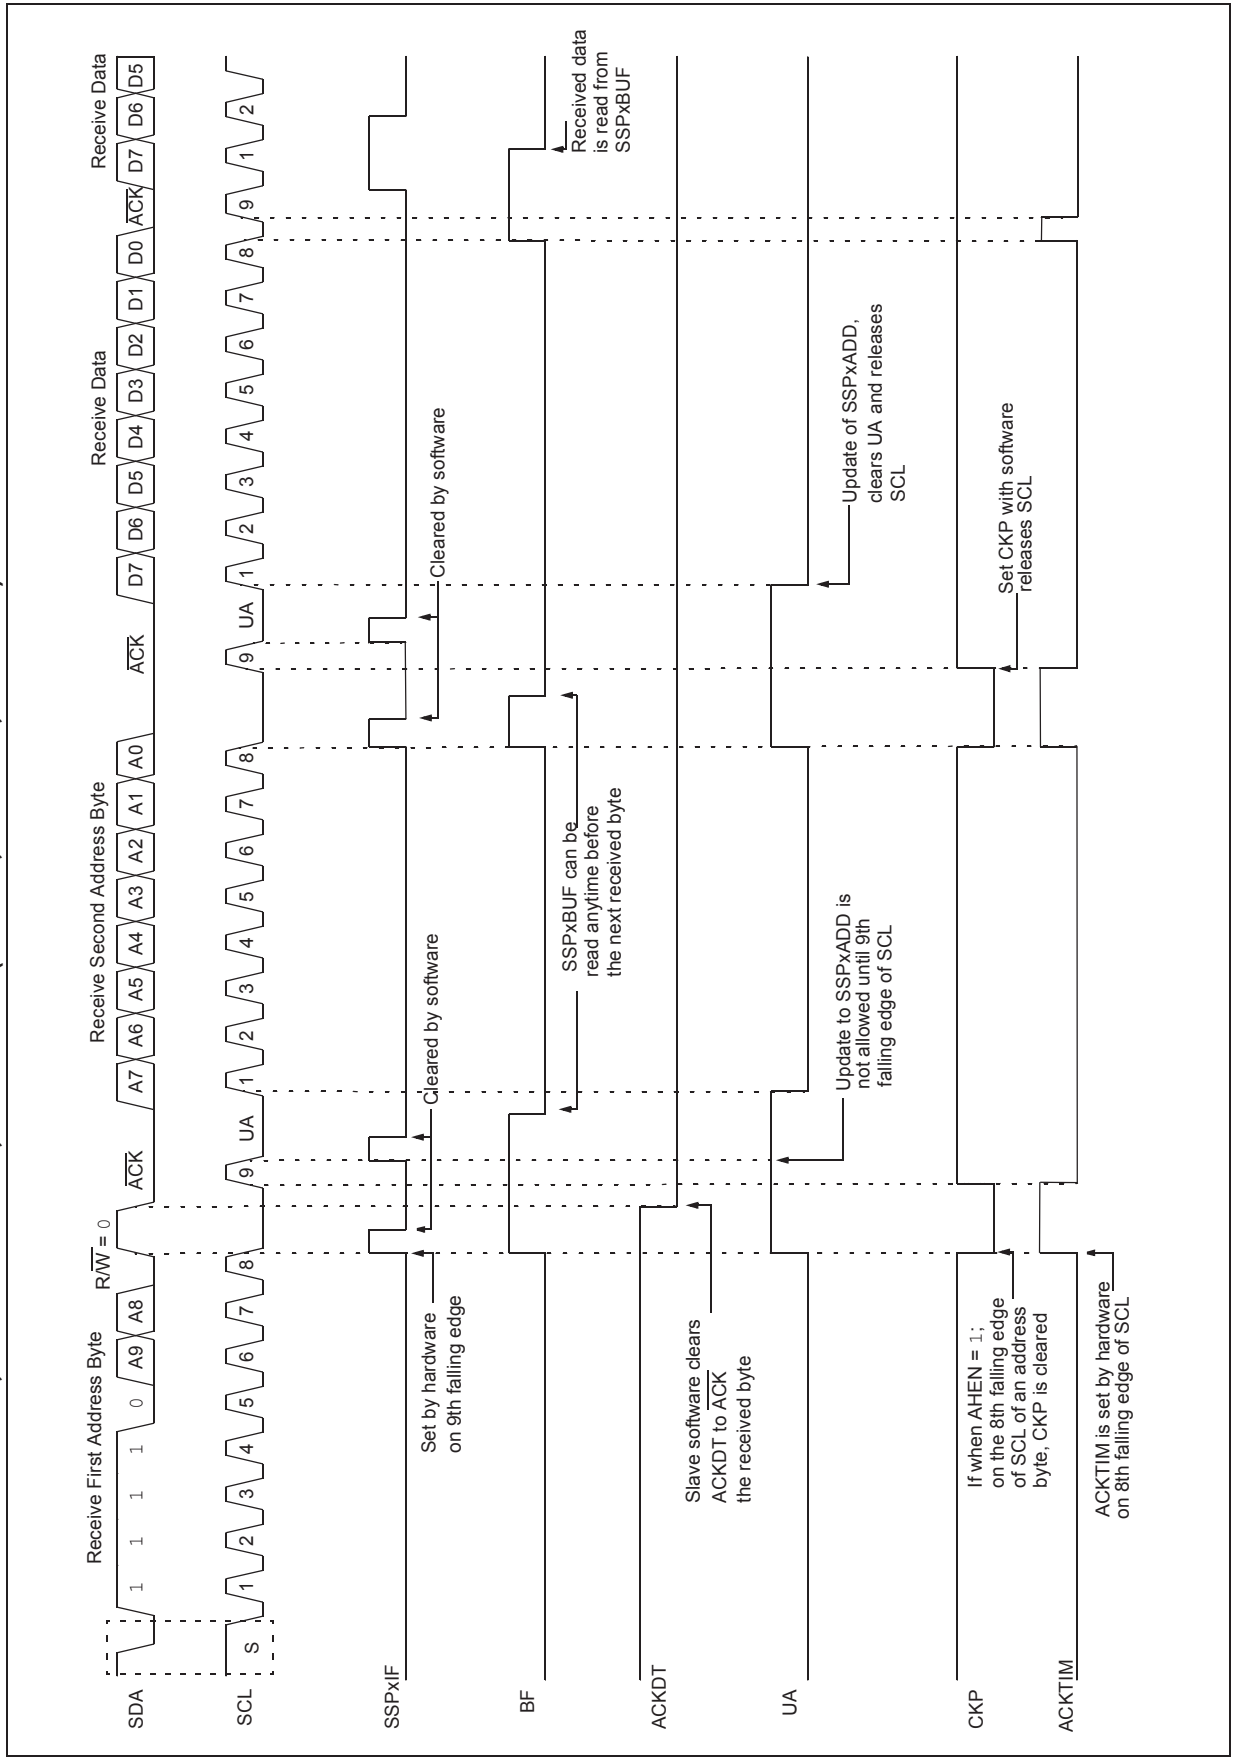 Receive First Address Byte
R/W = 0
Receive Second Address Byte
Receive Data
Receive Data
SDA
1 1 1 1 0 A9 A8
ACK
A7 A6 A5 A4 A3 A2 A1 A0
ACK
D7 D6 D5 D4 D3 D2 D1 D0
ACK
D7 D6 D5
SCL
S
1 2 3 4 5 6 7 8 9 UA
1 2 3 4 5 6 7 8 9 UA
1 2 3 4 5 6 7 8 9
1 2
SSPxIF
Set by hardware
on 9th falling edge
Cleared by software
Cleared by software
BF
SSPxBUF can be
read anytime before
the next received byte
Received data
is read from
SSPxBUF
ACKDT
Slave software clears
ACKDT to ACK
the received byte
UA
Update to SSPxADD is
not allowed until 9th
falling edge of SCL
Update of SSPxADD,
clears UA and releases
SCL
CKP
If when AHEN = 1;
on the 8th falling edge
of SCL of an address
byte, CKP is cleared
Set CKP with software
releases SCL
ACKTIM
ACKTIM is set by hardware
on 8th falling edge of SCL